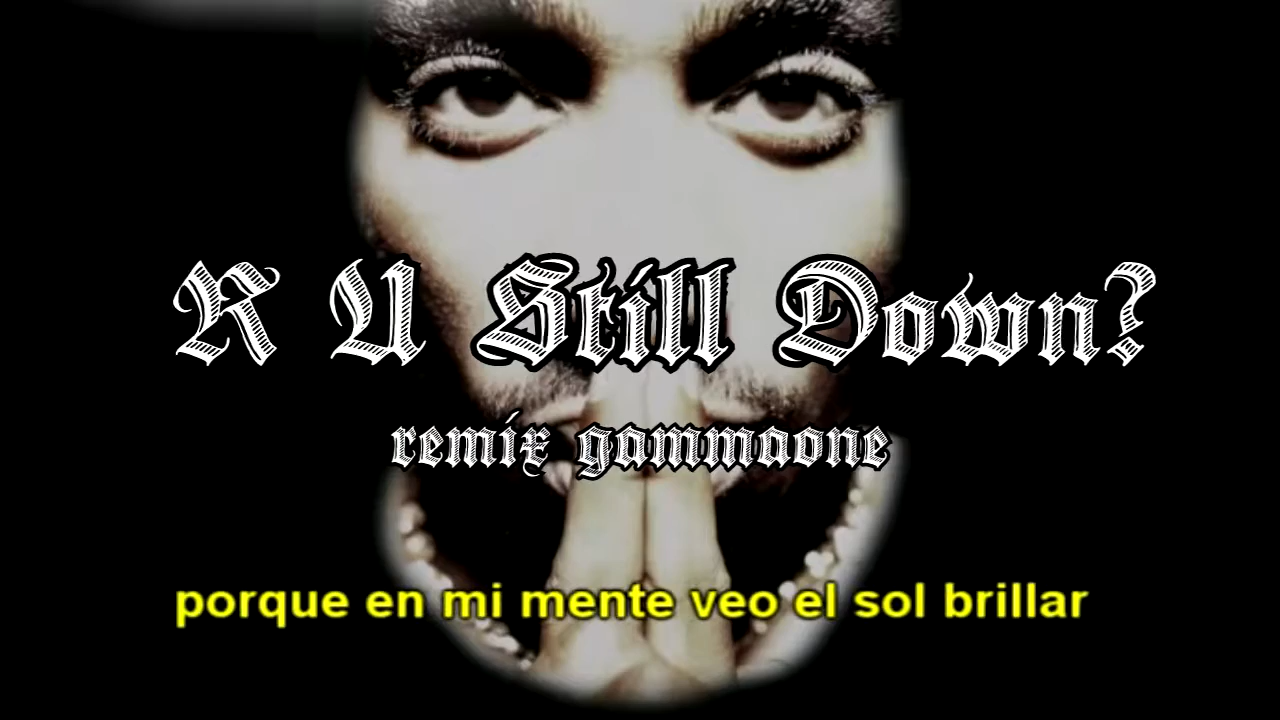 R U Still Down?
remix gammaone
porque en mi mente veo el sol brillar